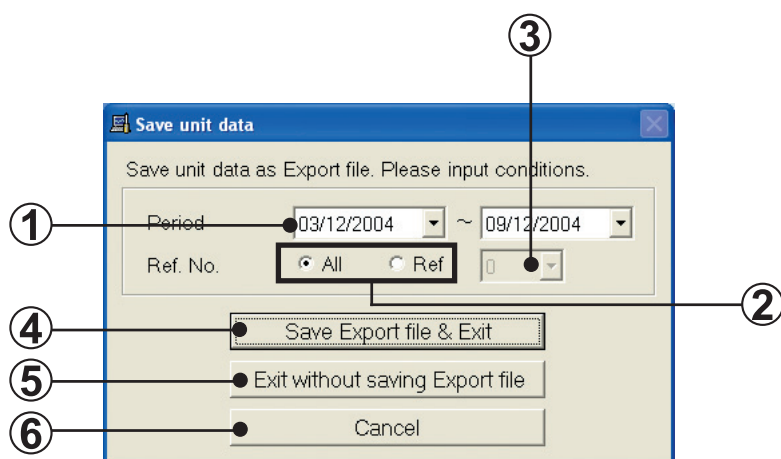 ③
Save unit data
Save unit data as Export file. Please input conditions.
① Period 03/12/2004 ~ 09/12/2004
Ref. No. All Ref 0
②
④ Save Export file & Exit
⑤ Exit without saving Export file
⑥ Cancel